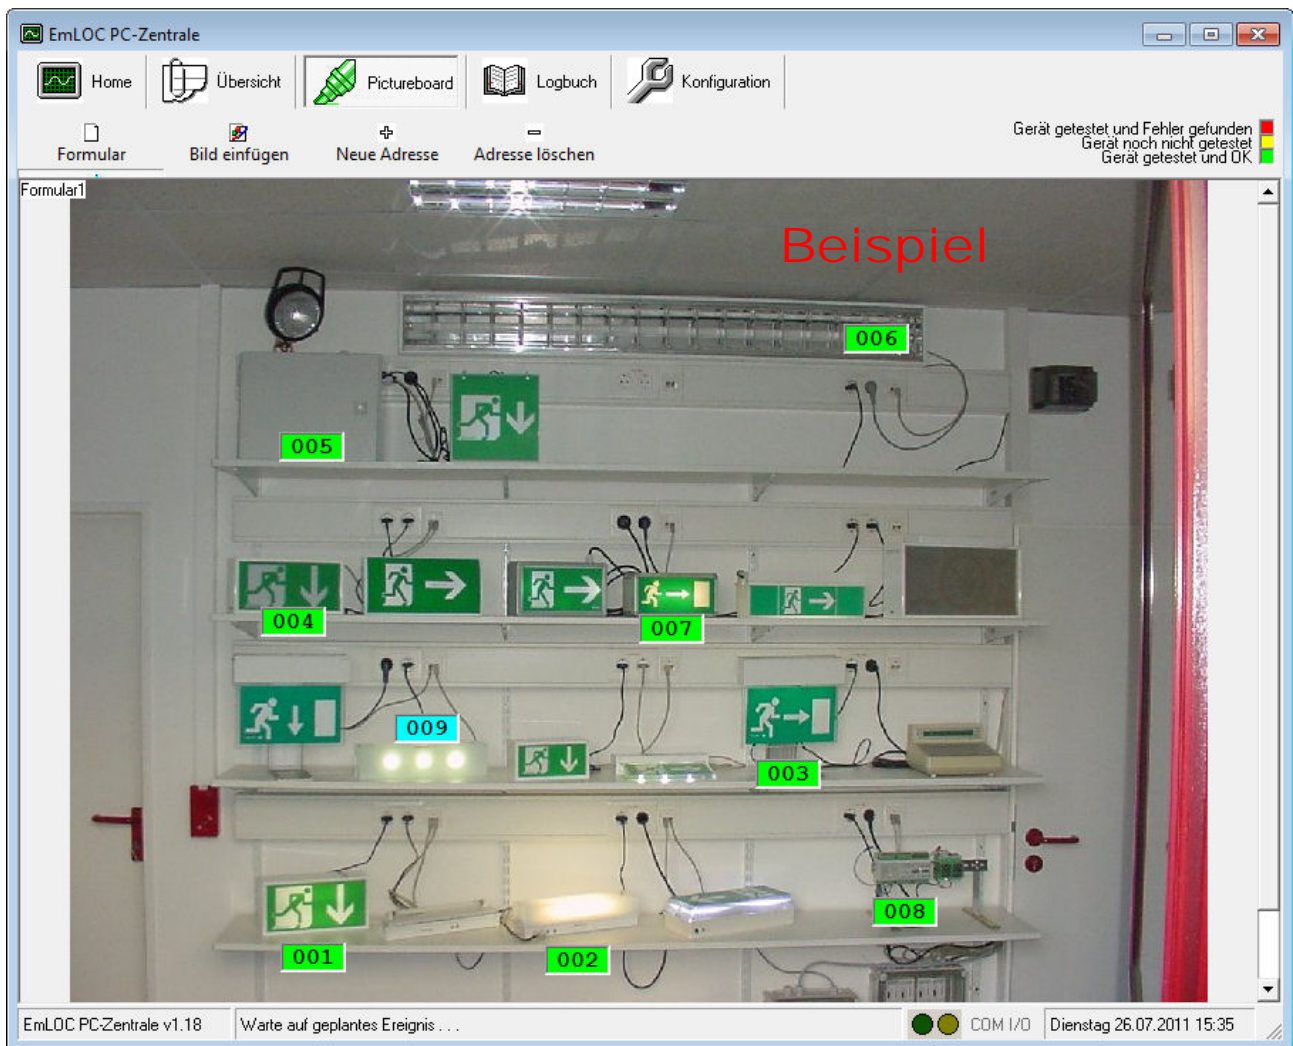 EmLOC PC-Zentrale
Home
Übersicht
Pictureboard
Logbuch
Konfiguration
Formular
Bild einfügen
Neue Adresse
Adresse löschen
Gerät getestet und Fehler gefunden
Gerät noch nicht getestet
Gerät getestet und OK
Formular1
Beispiel
006
005
004
007
009
003
008
001
002
EmLOC PC-Zentrale v1.18
Warte auf geplantes Ereignis . . .
COM I/O
Dienstag 26.07.2011 15:35